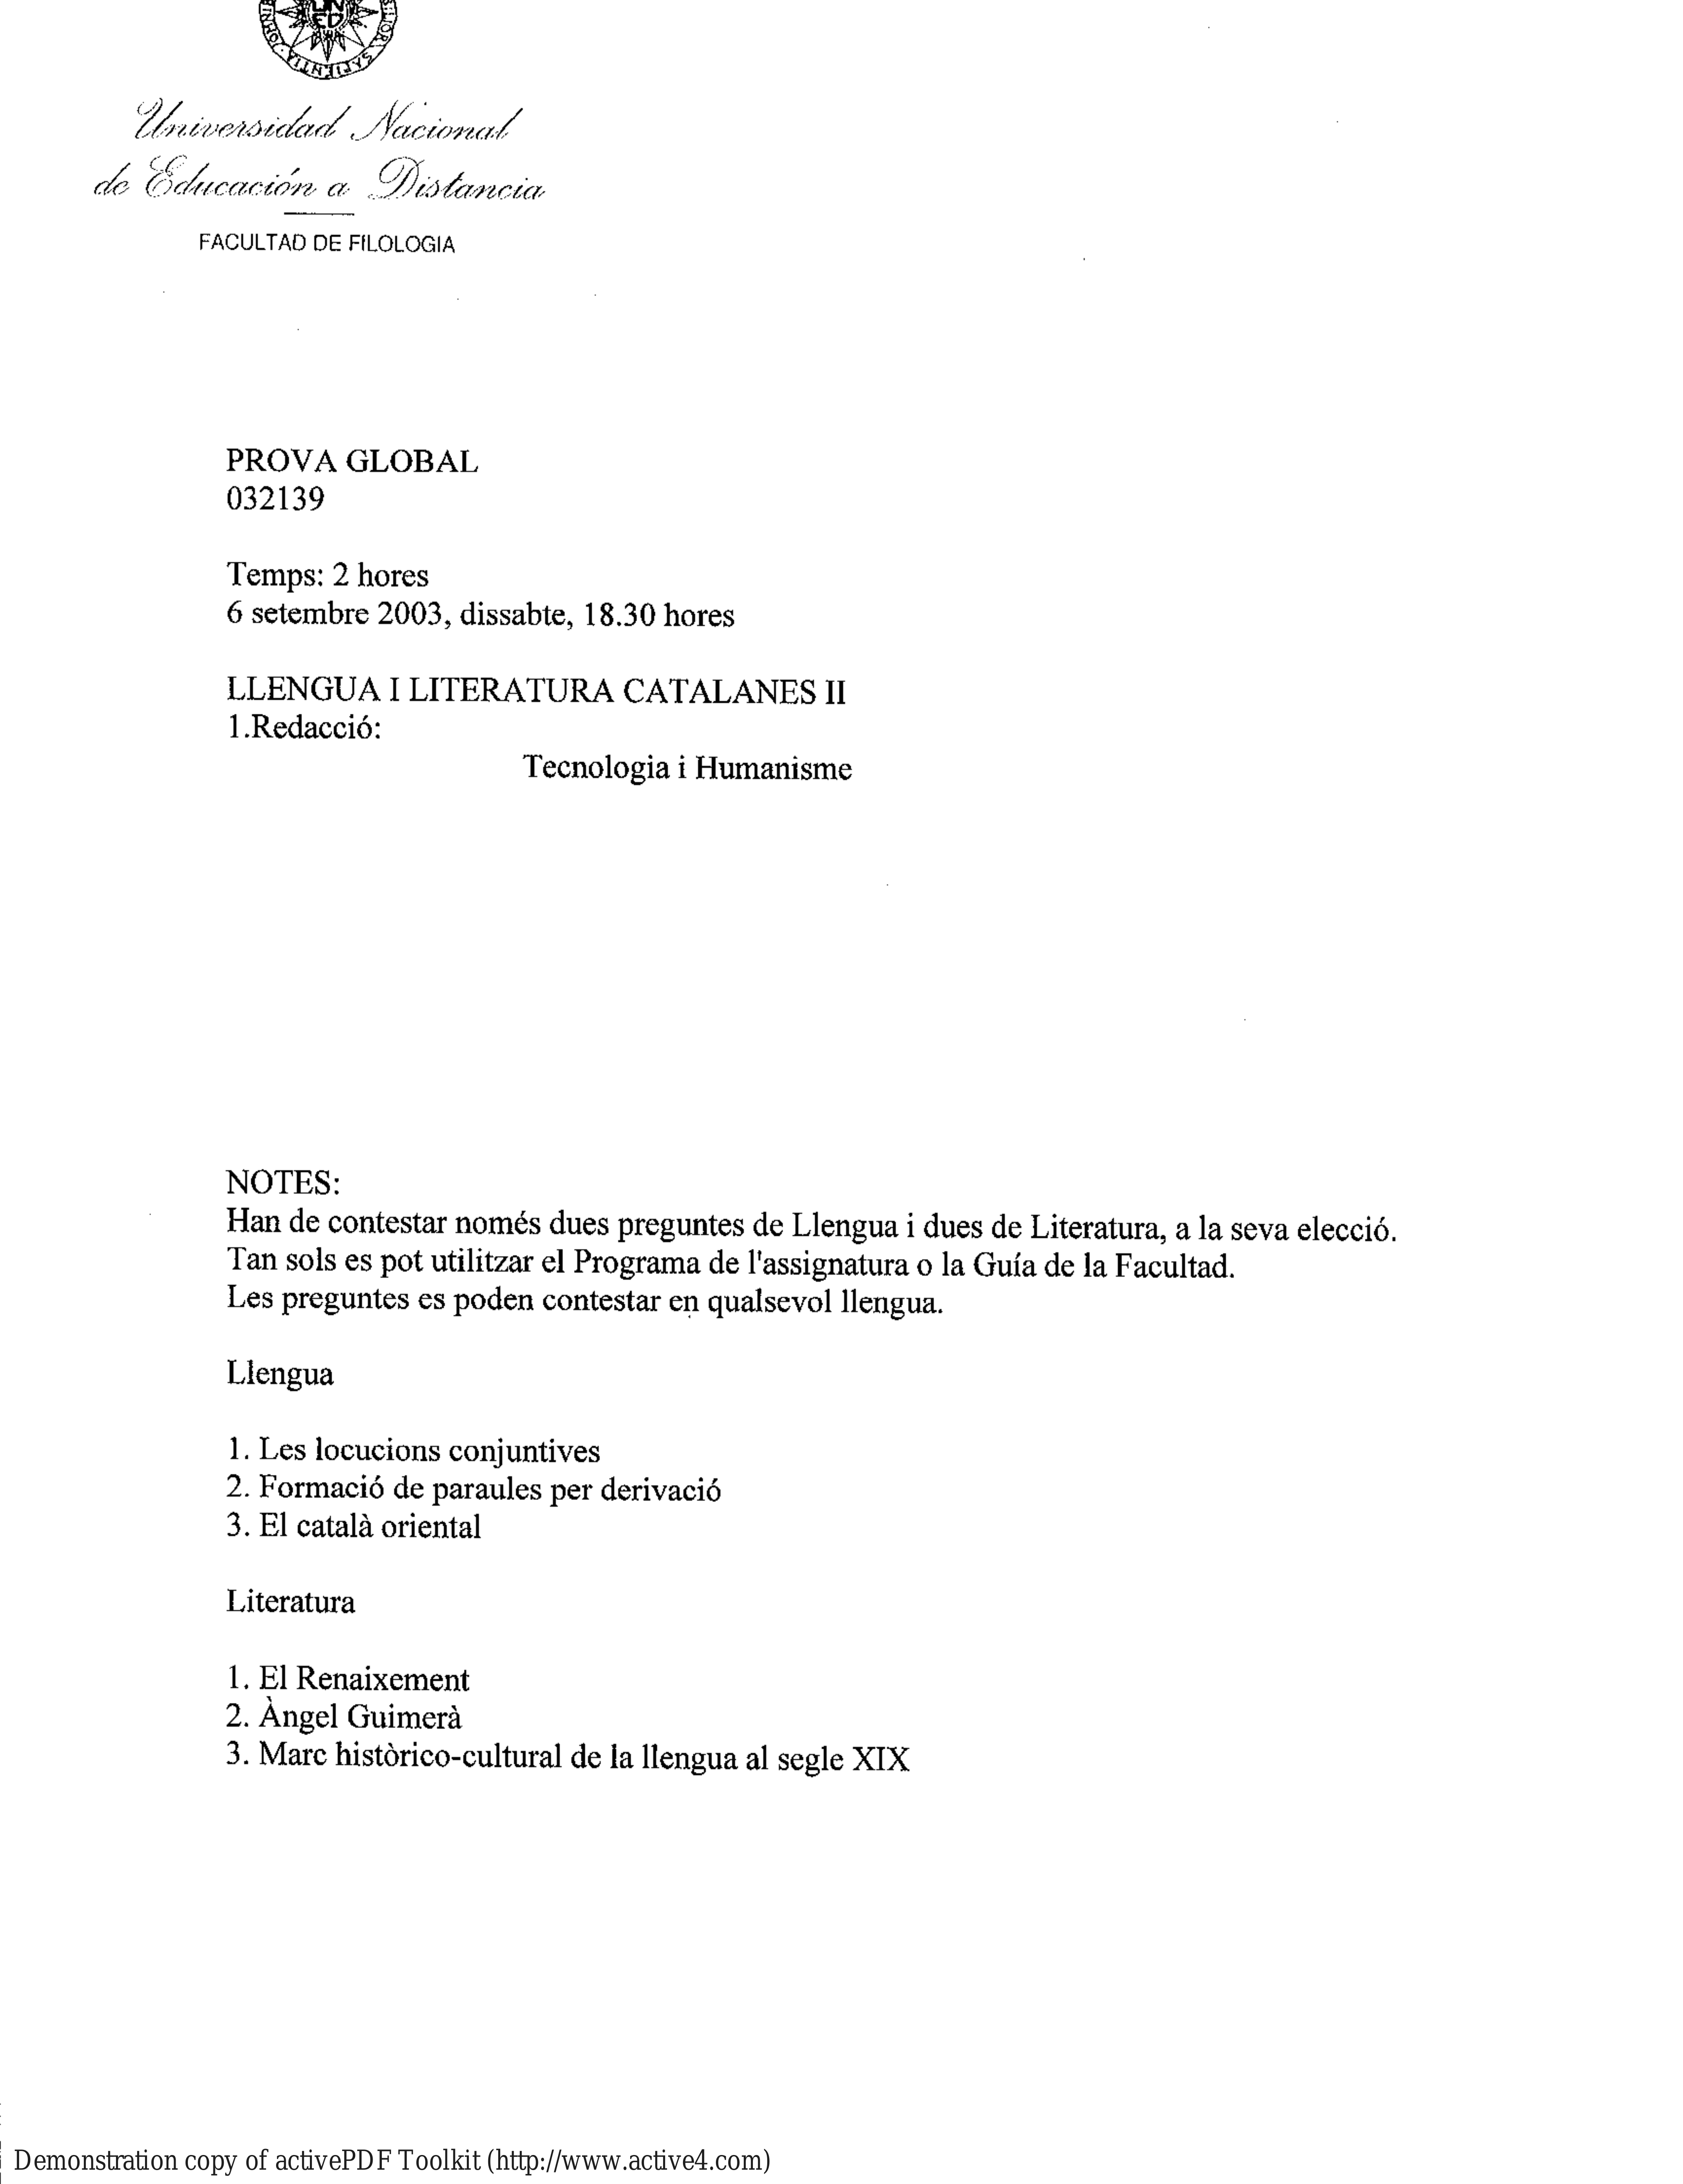 UN
ED
SAPIENTIA
Universidad Nacional
de Educación a Distancia
FACULTAD DE FILOLOGIA
PROVA GLOBAL
032139
Temps: 2 hores
6 setembre 2003, dissabte, 18.30 hores
LLENGUA I LITERATURA CATALANES II
1.Redacció:
Tecnologia i Humanisme
NOTES:
Han de contestar només dues preguntes de Llengua i dues de Literatura, a la seva elecció.
Tan sols es pot utilitzar el Programa de l'assignatura o la Guía de la Facultad.
Les preguntes es poden contestar en qualsevol llengua.
Llengua
1. Les locucions conjuntives
2. Formació de paraules per derivació
3. El català oriental
Literatura
1. El Renaixement
2. Àngel Guimerà
3. Marc històrico-cultural de la llengua al segle XIX
Demonstration copy of activePDF Toolkit (http://www.active4.com)